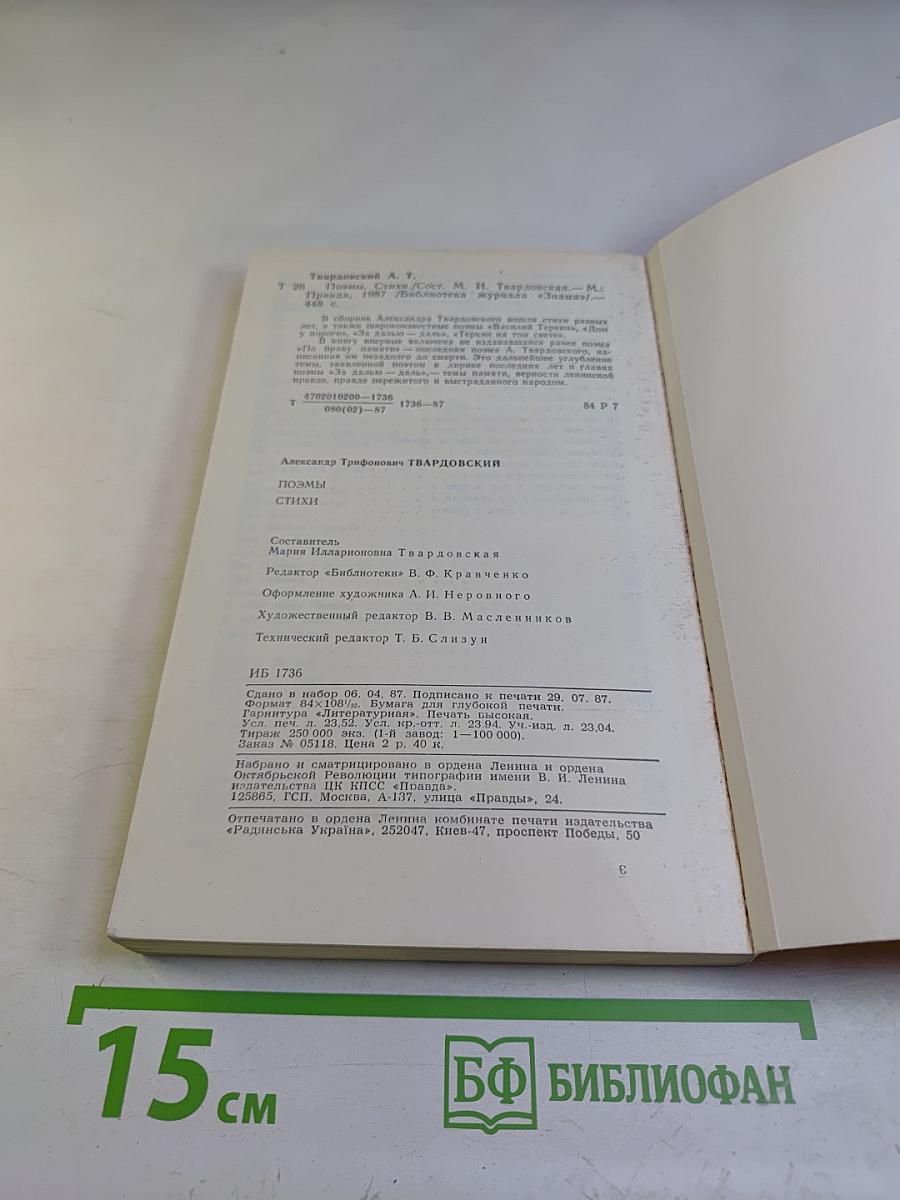 Твардовский А. Т.
Т 26 Поэмы, Стихи./Сост. М. И. Твардовская.— М.:
Правда, 1987 /Библиотека журнала «Знамя»/.—
448 с.
В сборник Александра Твардовского вошли стихи разных
лет, а также широкоизвестные поэмы «Василий Теркин», «Дом
у дороги», «За далью — даль», «Теркин на том свете».
В книгу впервые включена не издававшаяся ранее поэма
«По праву памяти» — последняя поэма А. Твардовского, на-
писанная им незадолго до смерти. Это дальнейшее углубление
темы, заявленной поэтом в лирике последних лет и главах
поэмы «За далью — даль»,— темы памяти, верности ленинской
правде, правде пережитого и выстраданного народом.
Т 4702010200—1736 1736—87 84 Р 7
080(02)—87
Александр Трифонович ТВАРДОВСКИЙ
ПОЭМЫ
СТИХИ
Составитель
Мария Илларионовна Твардовская
Редактор «Библиотеки» В. Ф. Кравченко
Оформление художника А. И. Неровного
Художественный редактор В. В. Масленников
Технический редактор Т. Б. Слизун
ИБ 1736
Сдано в набор 06. 04. 87. Подписано к печати 29. 07. 87.
Формат 84×108¹/₃₂. Бумага для глубокой печати.
Гарнитура «Литературная». Печать высокая.
Усл. печ. л. 23,52. Усл. кр.-отт. л. 23,94. Уч.-изд. л. 23,04.
Тираж 250 000 экз. (1-й завод: 1—100 000).
Заказ № 05118. Цена 2 р. 40 к.
Набрано и сматрицировано в ордена Ленина и ордена
Октябрьской Революции типографии имени В. И. Ленина
издательства ЦК КПСС «Правда».
125865, ГСП, Москва, А-137, улица «Правды», 24.
Отпечатано в ордена Ленина комбинате печати издательства
«Радянська Україна», 252047, Киев-47, проспект Победы, 50
15 см
БФ БИБЛИОФАН